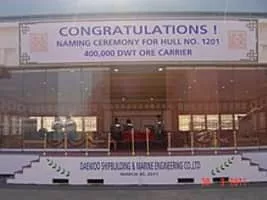 CONGRATULATIONS !
NAMING CEREMONY FOR HULL NO. 1201
400,000 DWT ORE CARRIER
DAEWOO SHIPBUILDING & MARINE ENGINEERING CO.,LTD